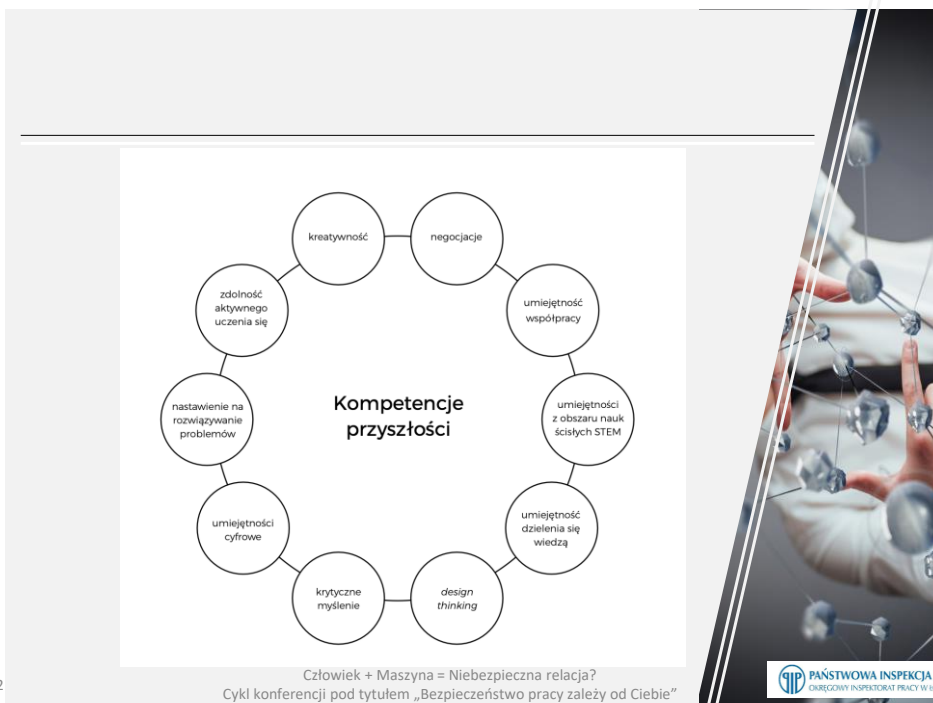 kreatywność
negocjacje
zdolność
aktywnego
uczenia się
umiejętność
współpracy
nastawienie na
rozwiązywanie
problemów
Kompetencje
przyszłości
umiejętności
z obszaru nauk
ścisłych STEM
umiejętności
cyfrowe
umiejętność
dzielenia się
wiedzą
krytyczne
myślenie
design
thinking
2
Człowiek + Maszyna = Niebezpieczna relacja?
Cykl konferencji pod tytułem „Bezpieczeństwo pracy zależy od Ciebie”
PAŃSTWOWA INSPEKCJA
OKRĘGOWY INSPEKTORAT PRACY W